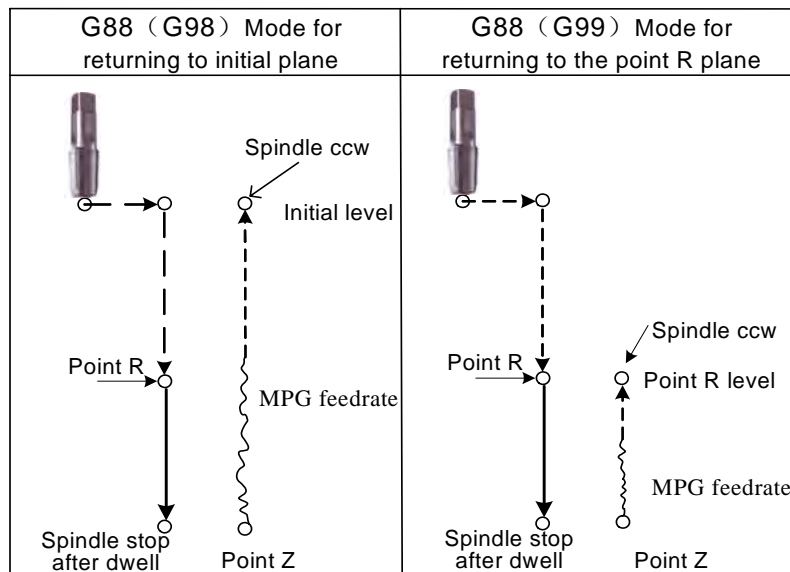 G88（G98）Mode for
returning to initial plane
G88（G99）Mode for
returning to the point R plane
Spindle ccw
Initial level
Point R
MPG feedrate
Spindle stop
after dwell
Point Z
Spindle ccw
Point R
Point R level
MPG feedrate
Spindle stop
after dwell
Point Z